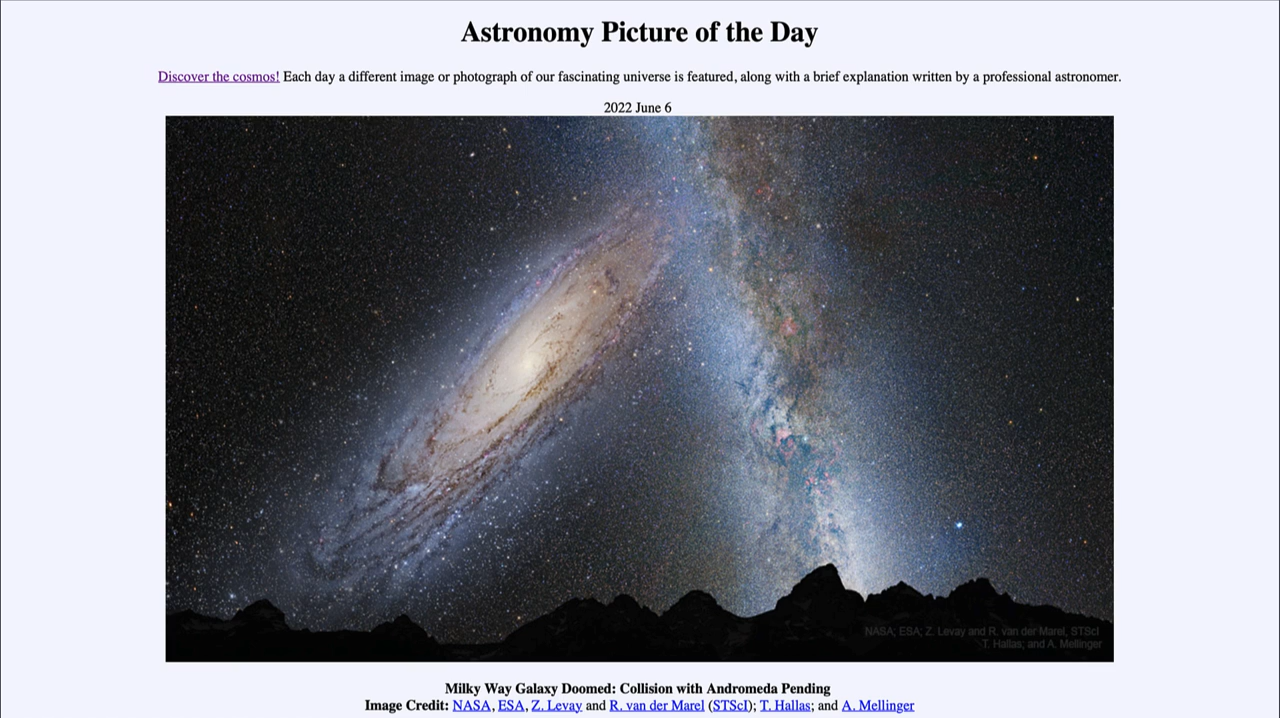 Astronomy Picture of the Day
Discover the cosmos! Each day a different image or photograph of our fascinating universe is featured, along with a brief explanation written by a professional astronomer.
2022 June 6
NASA; ESA; Z. Levay and R. van der Marel, STScI
T. Hallas; and A. Mellinger
Milky Way Galaxy Doomed: Collision with Andromeda Pending
Image Credit: NASA, ESA, Z. Levay and R. van der Marel (STScI); T. Hallas; and A. Mellinger